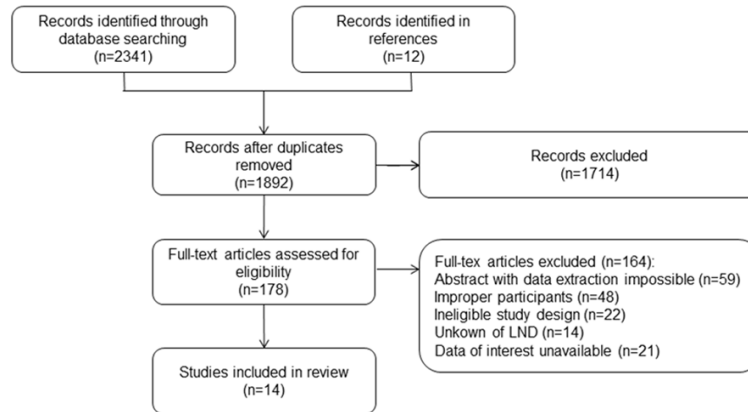 Records identified through
database searching
(n=2341)
Records identified in
references
(n=12)
Records after duplicates
removed
(n=1892)
Records excluded
(n=1714)
Full-text articles assessed for
eligibility
(n=178)
Full-tex articles excluded (n=164):
Abstract with data extraction impossible (n=59)
Improper participants (n=48)
Ineligible study design (n=22)
Unkown of LND (n=14)
Data of interest unavailable (n=21)
Studies included in review
(n=14)